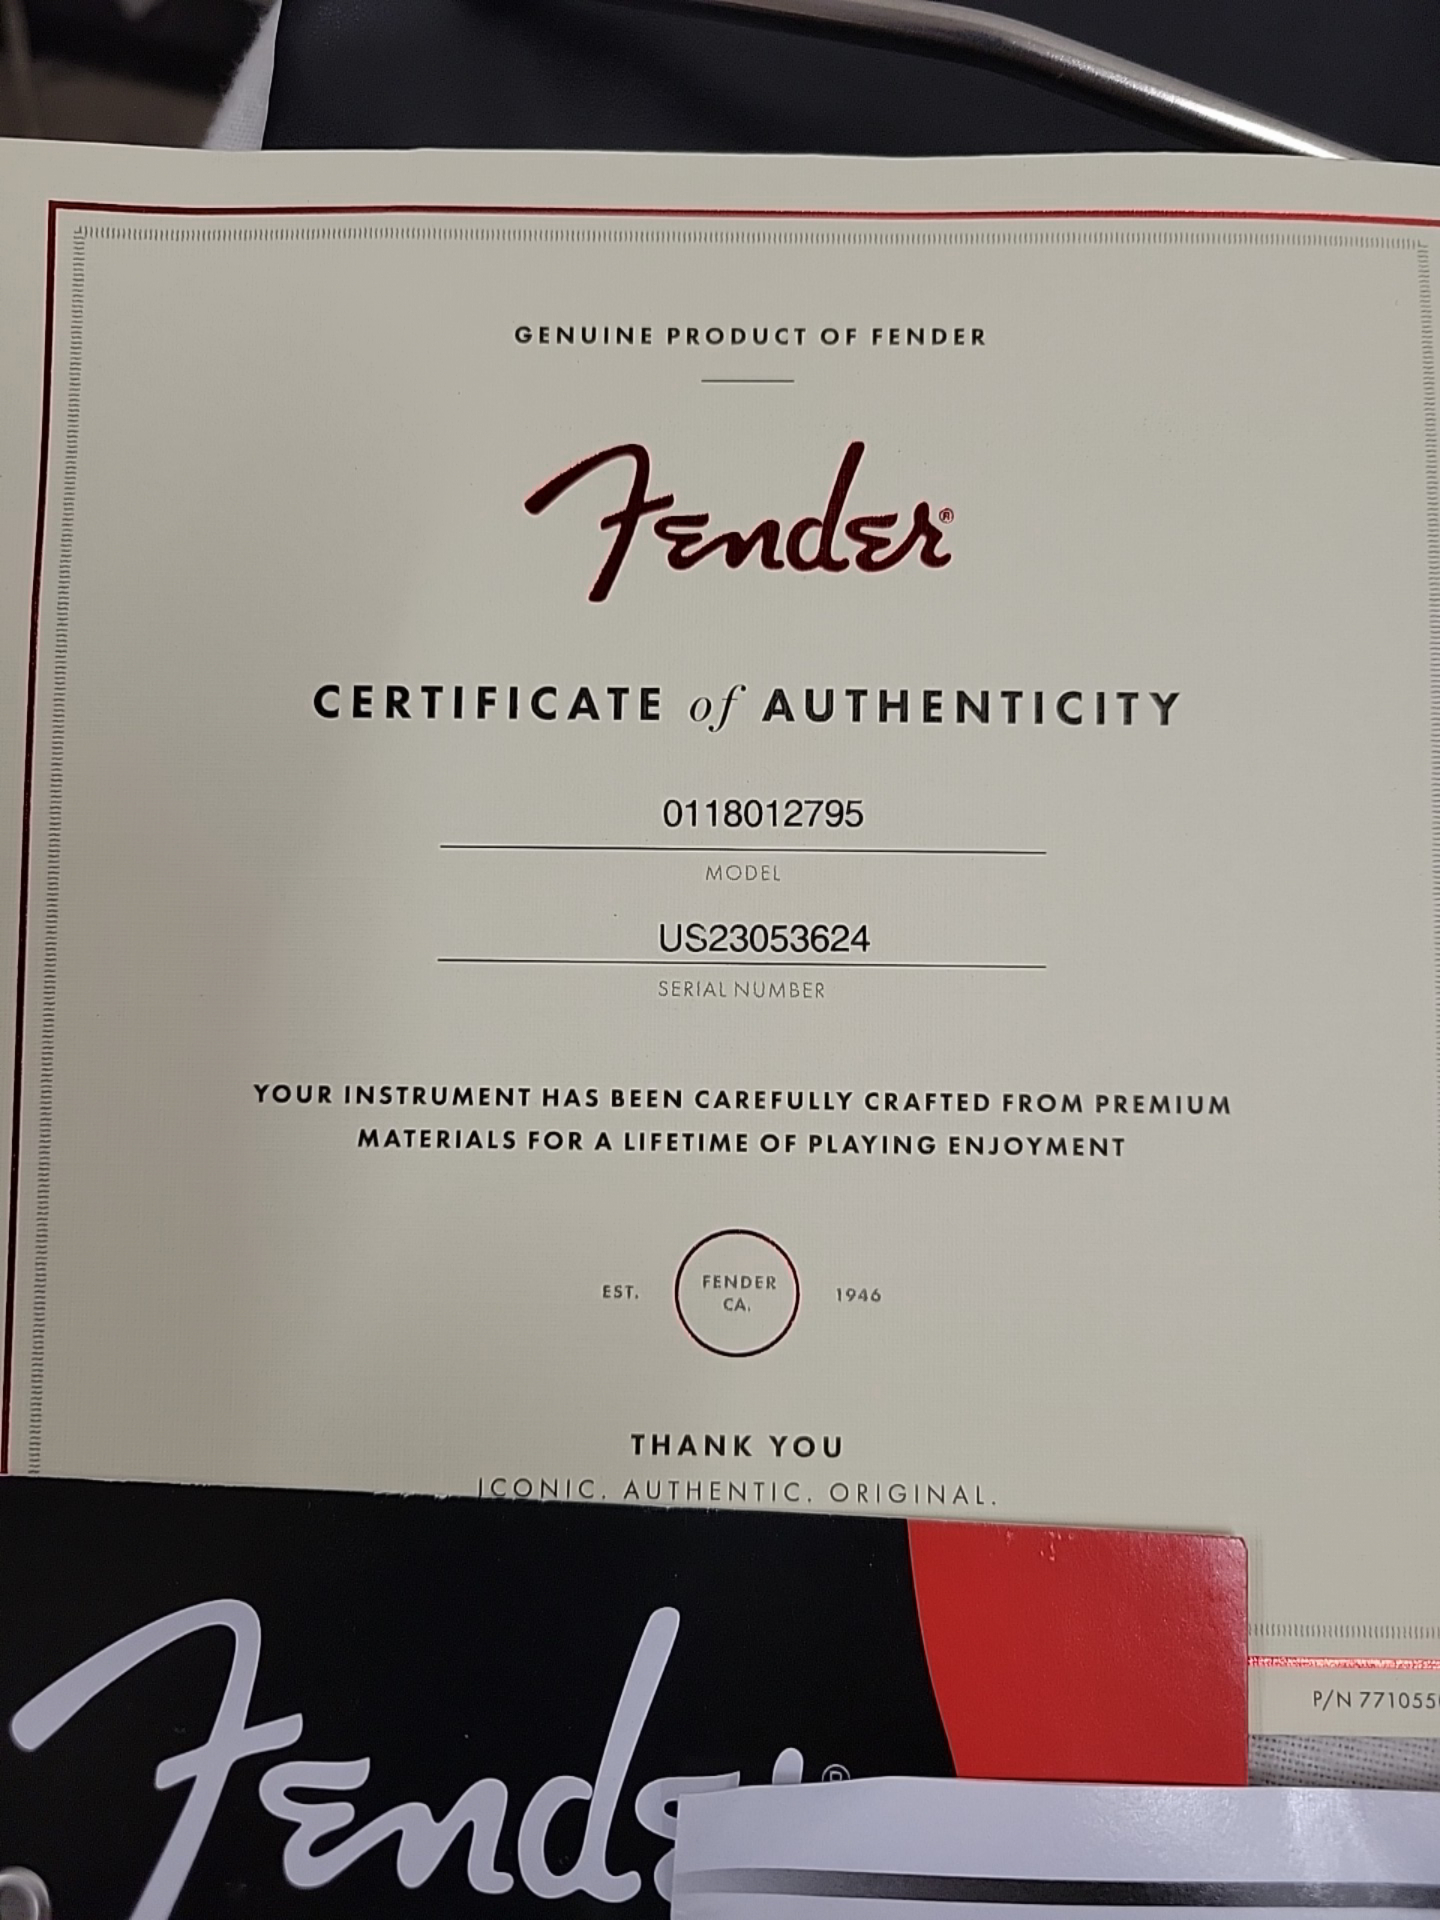 GENUINE PRODUCT OF FENDER
Fender®
CERTIFICATE of AUTHENTICITY
0118012795
MODEL
US23053624
SERIAL NUMBER
YOUR INSTRUMENT HAS BEEN CAREFULLY CRAFTED FROM PREMIUM
MATERIALS FOR A LIFETIME OF PLAYING ENJOYMENT
EST. FENDER 1946
CA.
THANK YOU
ICONIC. AUTHENTIC. ORIGINAL.
P/N 771055
Fender®